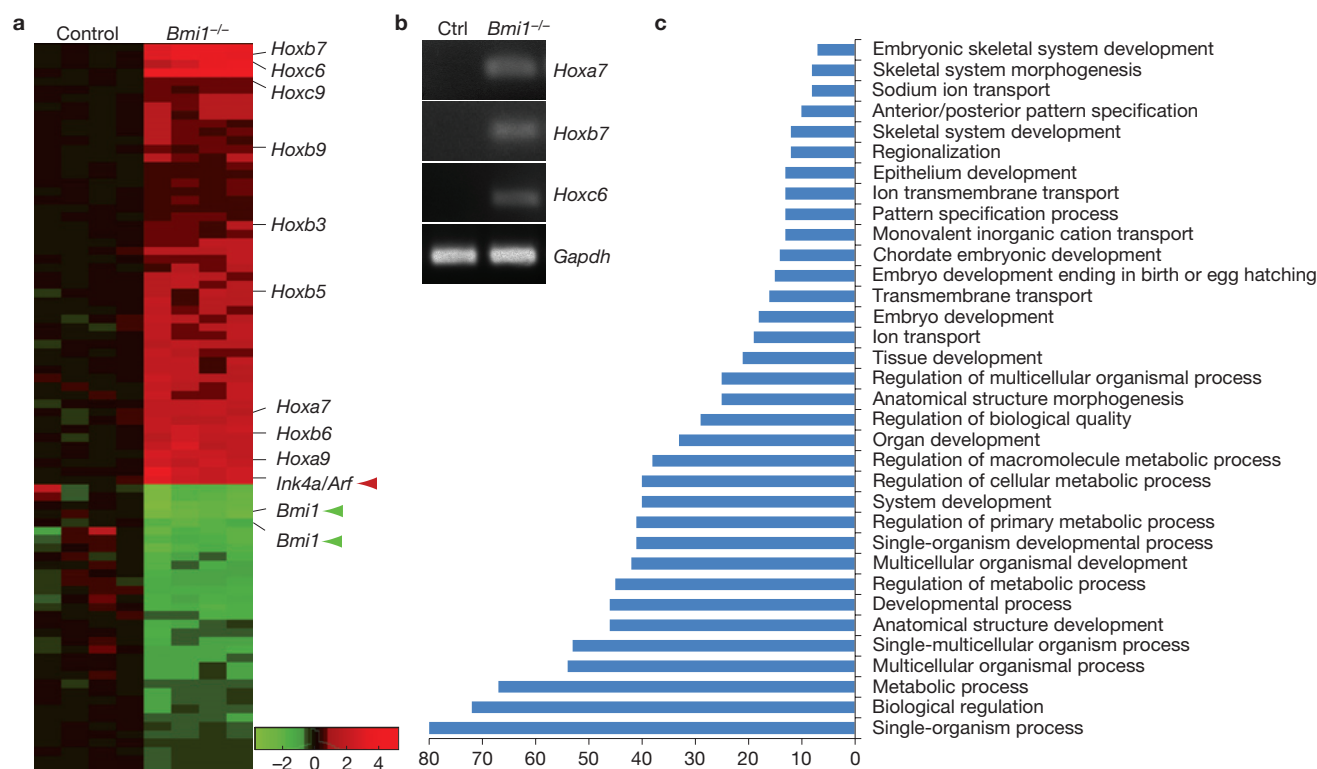 a
Control
Bmi1–/–
Hoxb7
Hoxc6
Hoxc9
Hoxb9
Hoxb3
Hoxb5
Hoxa7
Hoxb6
Hoxa9
Ink4a/Arf
Bmi1
Bmi1
–2 0 2 4
b
Ctrl
Bmi1–/–
Hoxa7
Hoxb7
Hoxc6
Gapdh
c
Embryonic skeletal system development
Skeletal system morphogenesis
Sodium ion transport
Anterior/posterior pattern specification
Skeletal system development
Regionalization
Epithelium development
Ion transmembrane transport
Pattern specification process
Monovalent inorganic cation transport
Chordate embryonic development
Embryo development ending in birth or egg hatching
Transmembrane transport
Embryo development
Ion transport
Tissue development
Regulation of multicellular organismal process
Anatomical structure morphogenesis
Regulation of biological quality
Organ development
Regulation of macromolecule metabolic process
Regulation of cellular metabolic process
System development
Regulation of primary metabolic process
Single-organism developmental process
Multicellular organismal development
Regulation of metabolic process
Developmental process
Anatomical structure development
Single-multicellular organism process
Multicellular organismal process
Metabolic process
Biological regulation
Single-organism process
80 70 60 50 40 30 20 10 0